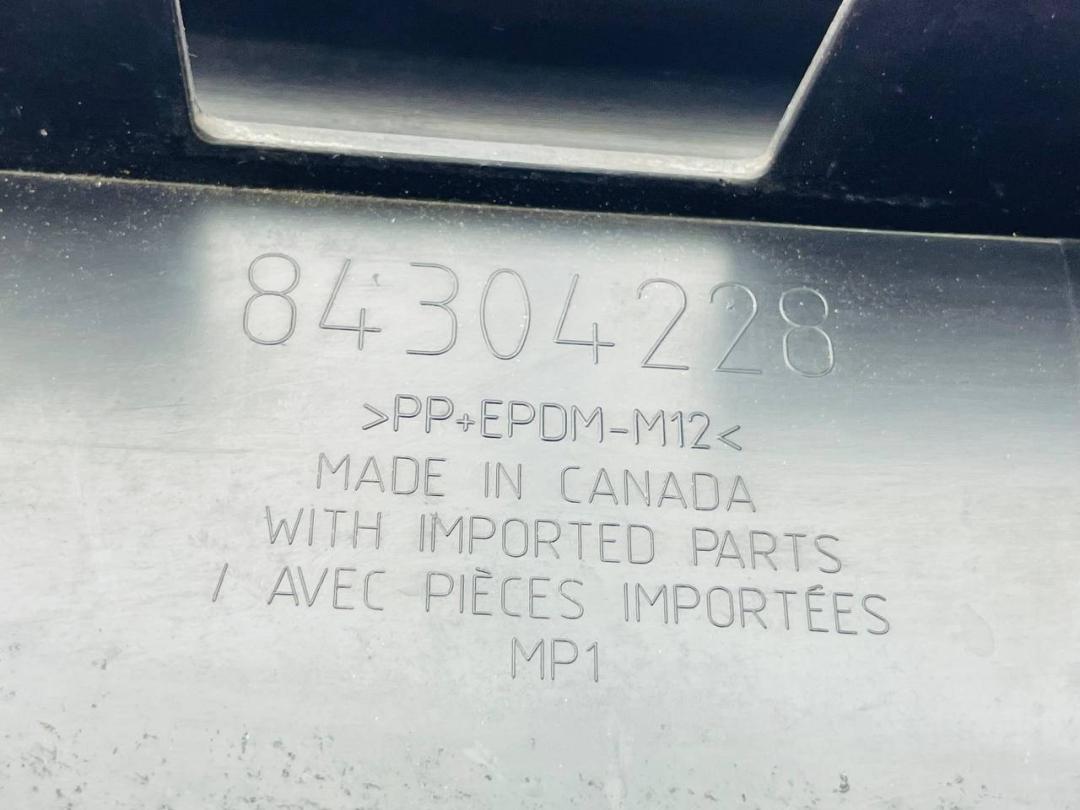 84304228
>PP+EPDM-M12<
MADE IN CANADA
WITH IMPORTED PARTS
/ AVEC PIÈCES IMPORTÉES
MP1